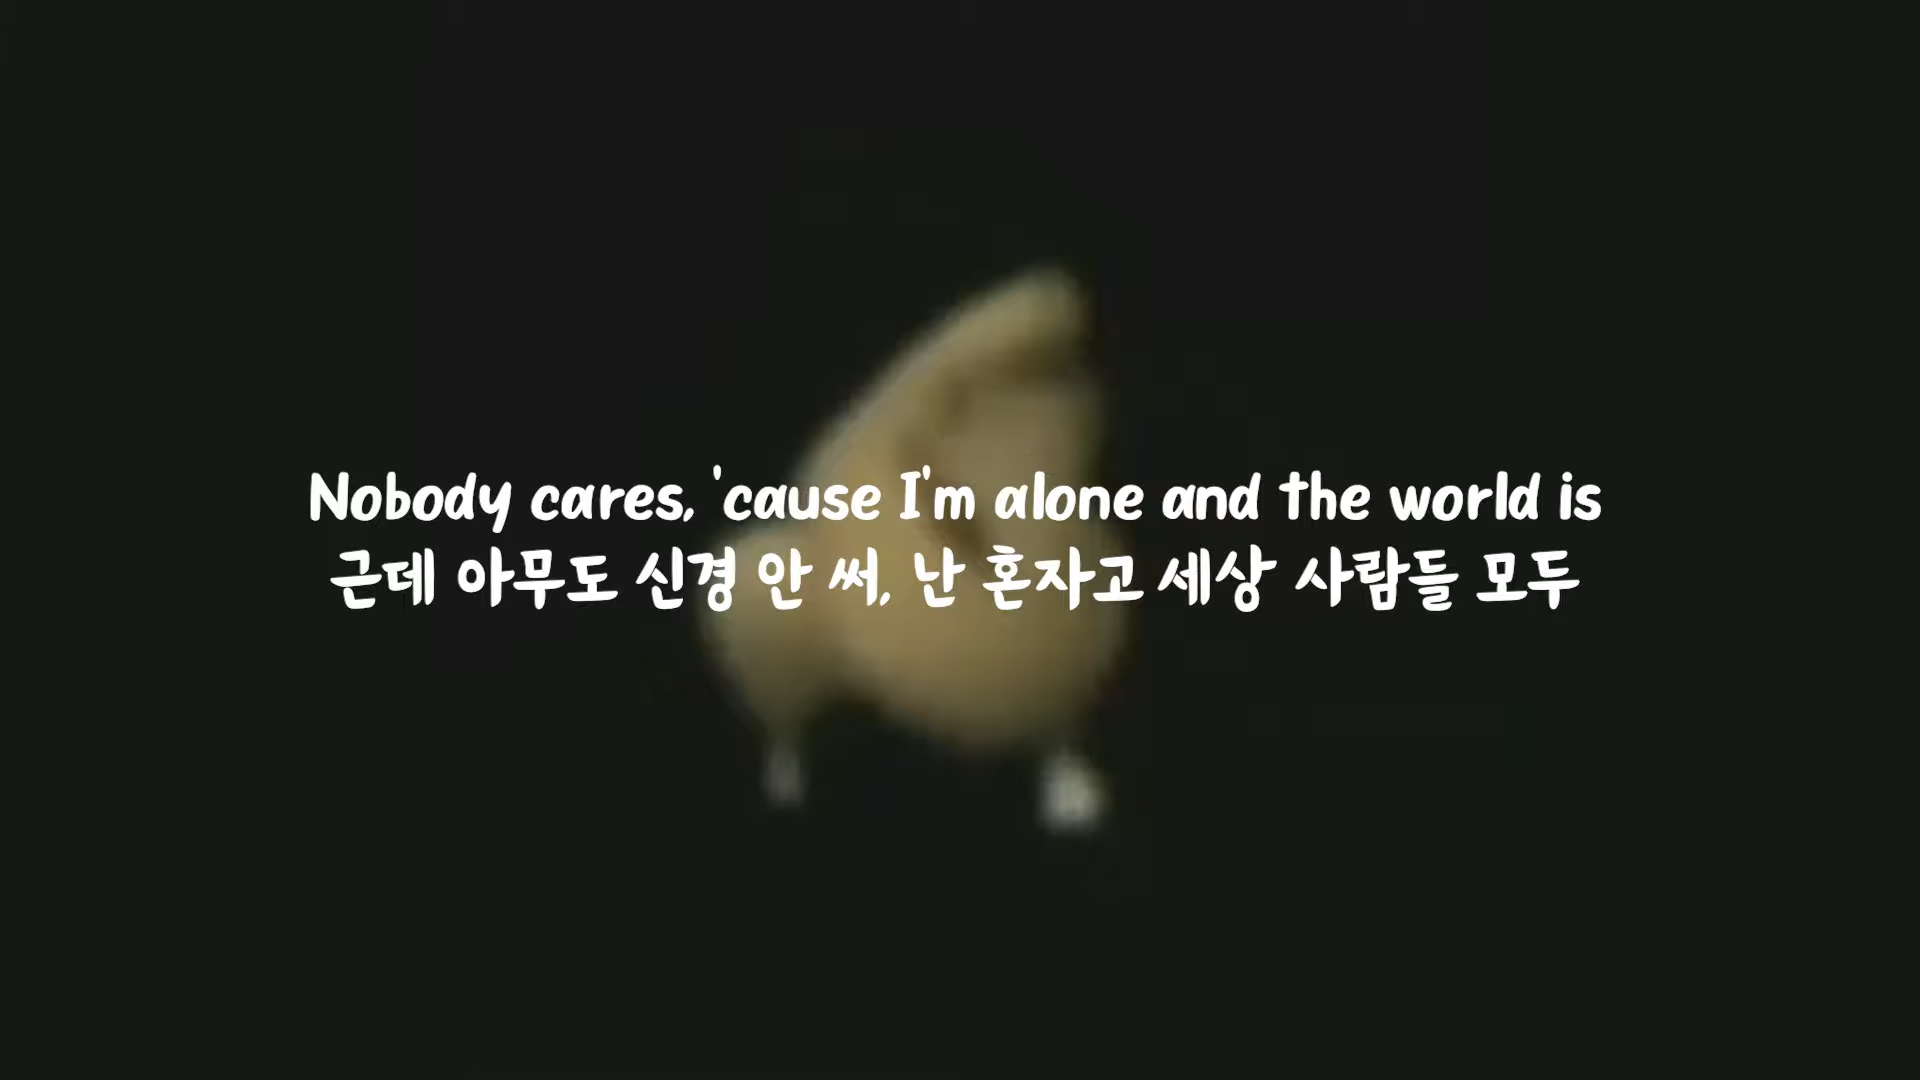 Nobody cares, 'cause I'm alone and the world is
근데 아무도 신경 안 써, 난 혼자고 세상 사람들 모두